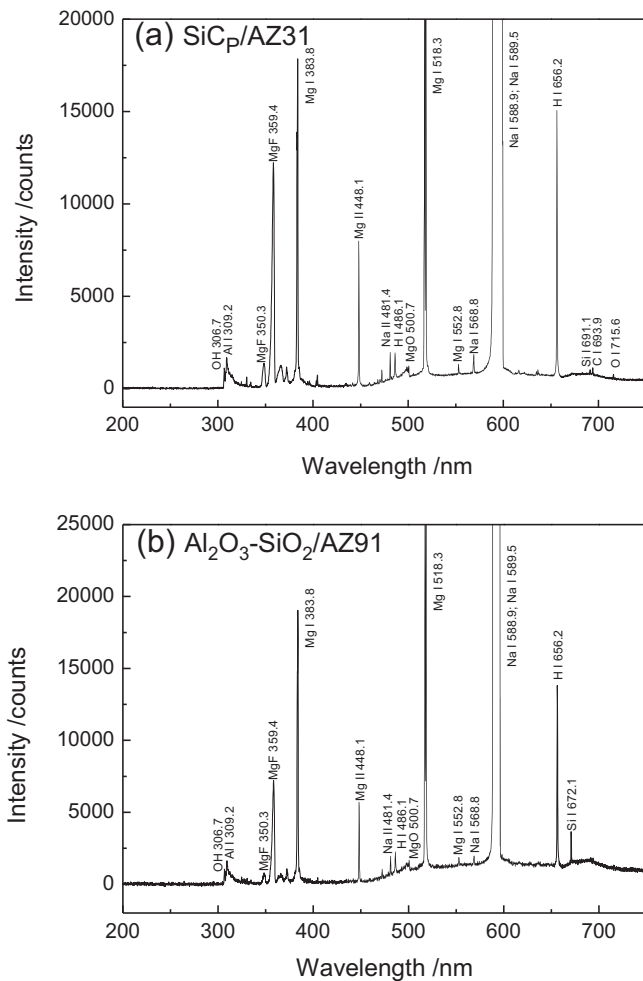 (a) SiC_P/AZ31
20000
15000
10000
5000
0
Intensity /counts
OH 306.7
Al I 309.2
MgF 350.3
MgF 359.4
Mg I 383.8
Mg II 448.1
Na II 481.4
H I 486.1
MgO 500.7
Mg I 518.3
Mg I 552.8
Na I 568.8
Na I 588.9; Na I 589.5
H I 656.2
Si I 691.1
C I 693.9
O I 715.6
200 300 400 500 600 700
Wavelength /nm
(b) Al₂O₃-SiO₂/AZ91
25000
20000
15000
10000
5000
0
Intensity /counts
OH 306.7
Al I 309.2
MgF 350.3
MgF 359.4
Mg I 383.8
Mg II 448.1
Na II 481.4
H I 486.1
MgO 500.7
Mg I 518.3
Mg I 552.8
Na I 568.8
Na I 588.9; Na I 589.5
H I 656.2
Si I 672.1
200 300 400 500 600 700
Wavelength /nm